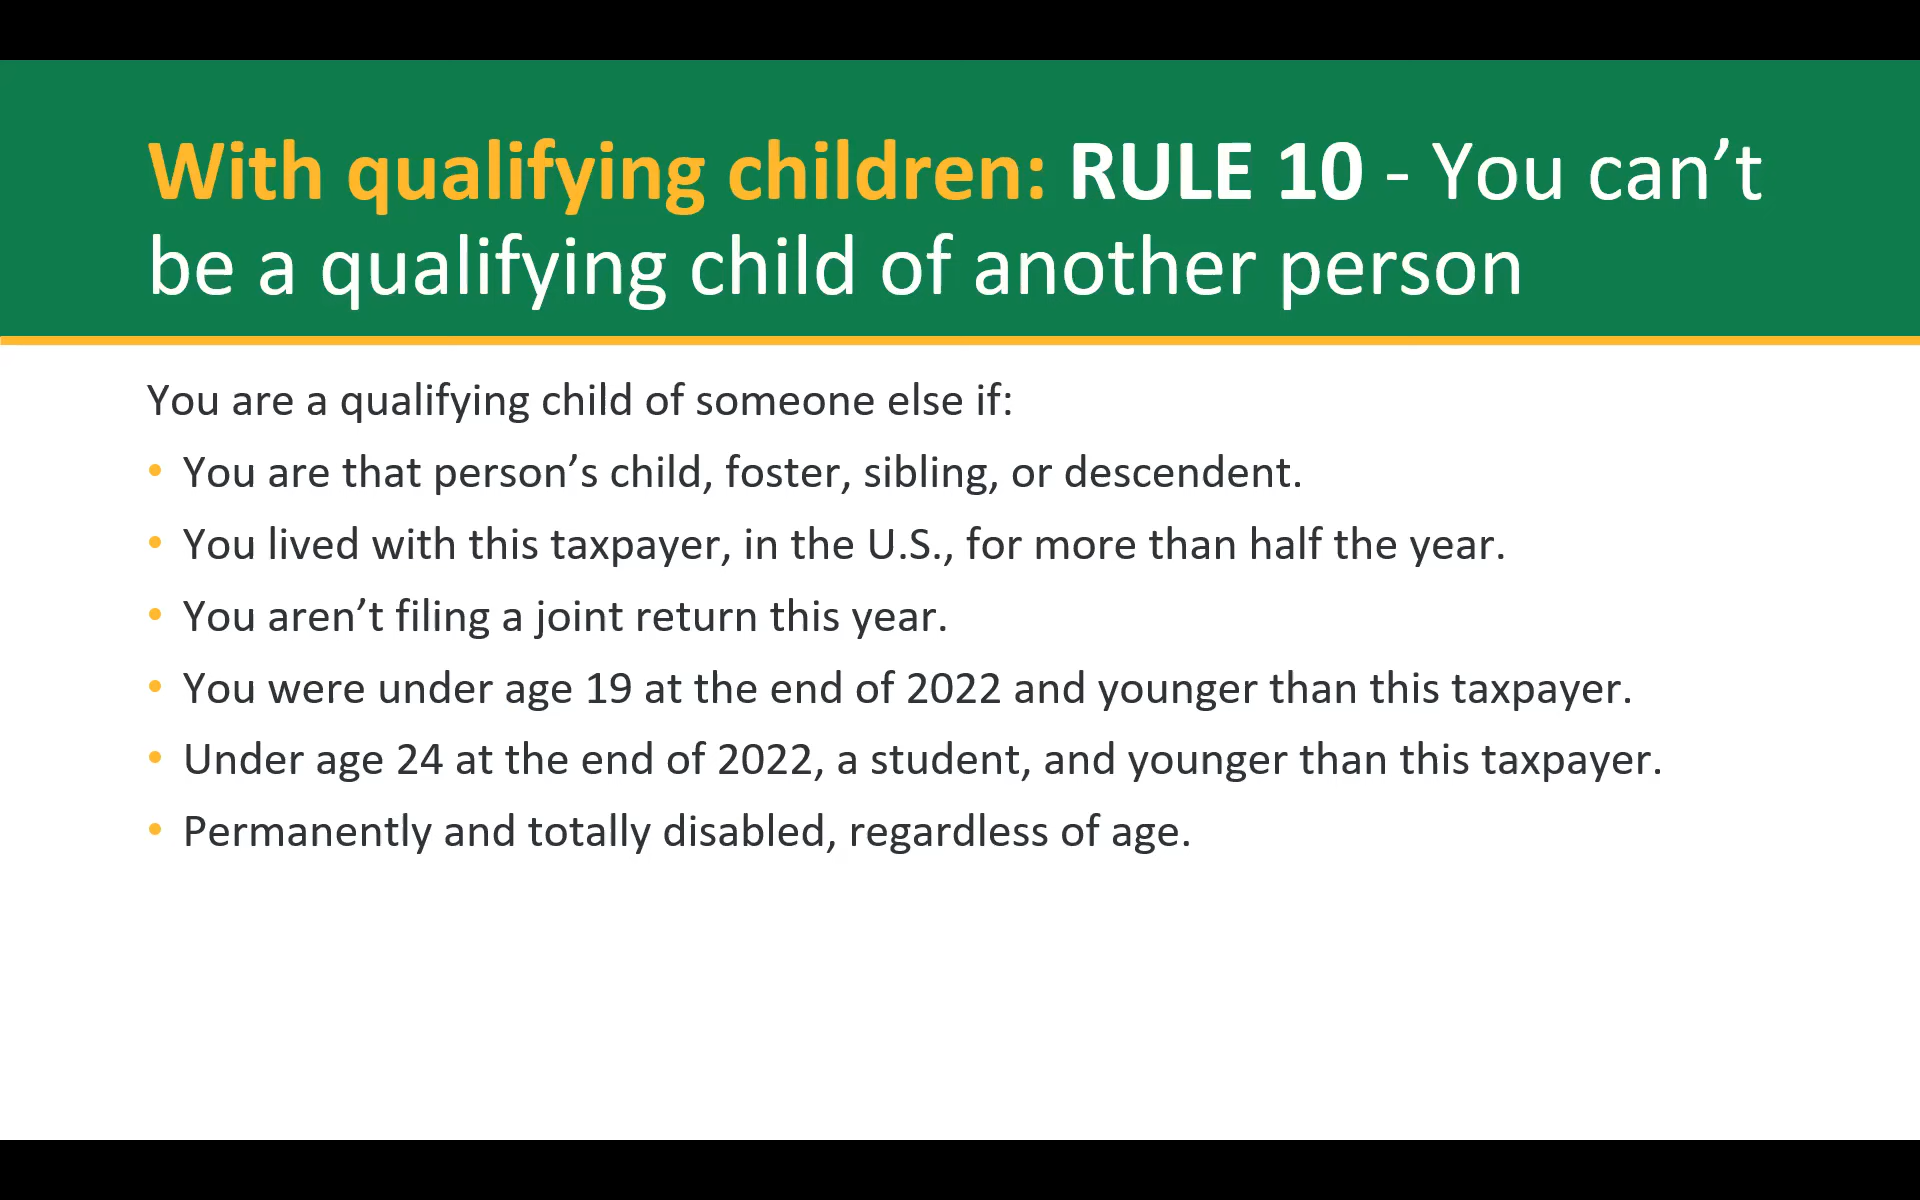 With qualifying children: RULE 10 - You can’t
be a qualifying child of another person
You are a qualifying child of someone else if:
• You are that person’s child, foster, sibling, or descendent.
• You lived with this taxpayer, in the U.S., for more than half the year.
• You aren’t filing a joint return this year.
• You were under age 19 at the end of 2022 and younger than this taxpayer.
• Under age 24 at the end of 2022, a student, and younger than this taxpayer.
• Permanently and totally disabled, regardless of age.